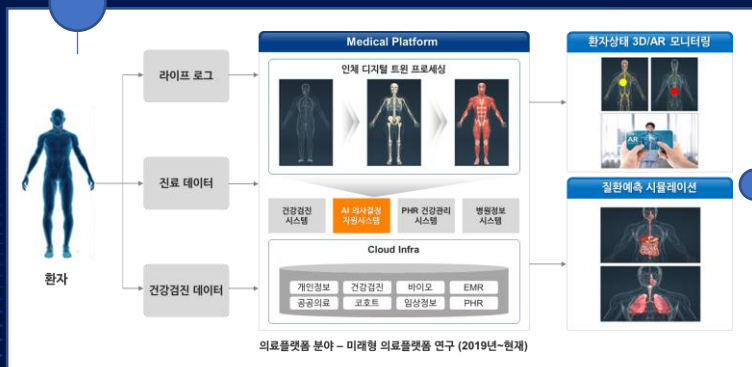 환자
라이프 로그
진료 데이터
건강검진 데이터
Medical Platform
인체 디지털 트윈 프로세싱
건강검진
시스템
AI 의사결정
지원시스템
PHR 건강관리
시스템
병원정보
시스템
Cloud Infra
개인정보
건강검진
바이오
EMR
공공의료
코호트
임상정보
PHR
환자상태 3D/AR 모니터링
AR
질환예측 시뮬레이션
의료플랫폼 분야 – 미래형 의료플랫폼 연구 (2019년~현재)